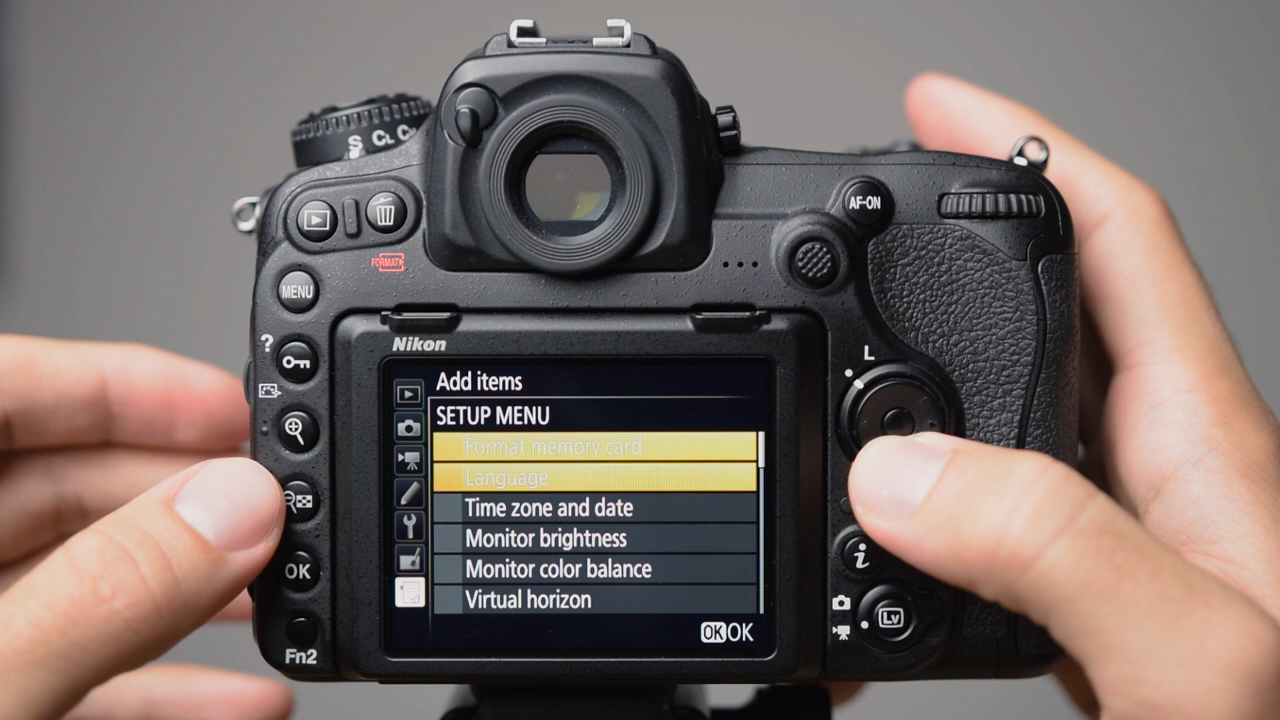 S CL CH
AF-ON
FORMAT
MENU
?
L
Nikon
Add items
SETUP MENU
Format memory card
Language
Time zone and date
Monitor brightness
Monitor color balance
Virtual horizon
OK OK
OK
i
Lv
Fn2